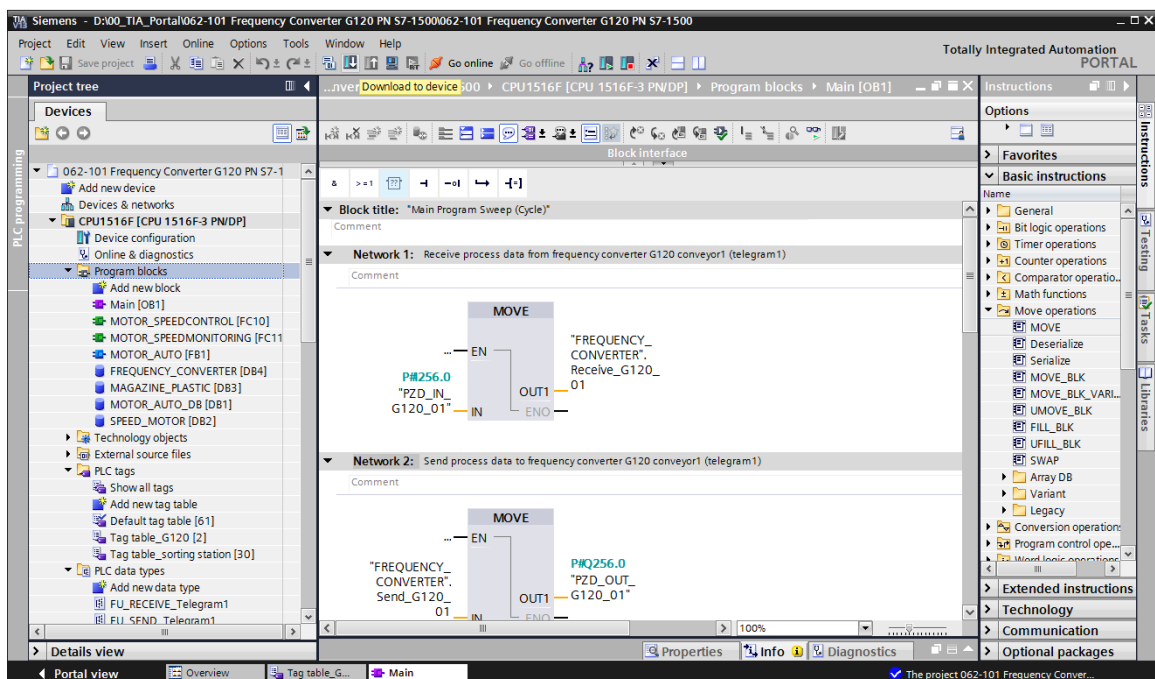 Siemens - D:\00_TIA_Portal\062-101 Frequency Converter G120 PN S7-1500\062-101 Frequency Converter G120 PN S7-1500
Project Edit View Insert Online Options Tools Window Help
Totally Integrated Automation
PORTAL
Save project Go online Go offline
Project tree
Download to device
CPU1516F [CPU 1516F-3 PN/DP] Program blocks Main [OB1]
Instructions
Devices
Options
Block interface
Favorites
Basic instructions
Name
062-101 Frequency Converter G120 PN S7-1
Add new device
Devices & networks
CPU1516F [CPU 1516F-3 PN/DP]
Device configuration
Online & diagnostics
Program blocks
Add new block
Main [OB1]
MOTOR_SPEEDCONTROL [FC10]
MOTOR_SPEEDMONITORING [FC11
MOTOR_AUTO [FB1]
FREQUENCY_CONVERTER [DB4]
MAGAZINE_PLASTIC [DB3]
MOTOR_AUTO_DB [DB1]
SPEED_MOTOR [DB2]
Technology objects
External source files
PLC tags
Show all tags
Add new tag table
Default tag table [61]
Tag table_G120 [2]
Tag table_sorting station [30]
PLC data types
Add new data type
FU_RECEIVE_Telegram1
FU_SEND_Telegram1
Details view
PLC programming
& >=1 ??
Block title: "Main Program Sweep (Cycle)"
Comment
Network 1: Receive process data from frequency converter G120 conveyor1 (telegram1)
Comment
MOVE
... EN
"FREQUENCY_
CONVERTER".
Receive_G120_
01
P#I256.0
"PZD_IN_
G120_01"
IN
OUT1
ENO
Network 2: Send process data to frequency converter G120 conveyor1 (telegram1)
Comment
MOVE
... EN
"FREQUENCY_
CONVERTER".
Send_G120_
01
IN
P#Q256.0
"PZD_OUT_
G120_01"
OUT1
ENO
100%
Properties Info Diagnostics
General
Bit logic operations
Timer operations
Counter operations
Comparator operatio..
Math functions
Move operations
MOVE
Deserialize
Serialize
MOVE_BLK
MOVE_BLK_VARI...
UMOVE_BLK
FILL_BLK
UFILL_BLK
SWAP
Array DB
Variant
Legacy
Conversion operations
Program control ope...
Word logic operations
Extended instructions
Technology
Communication
Optional packages
Instructions
Testing
Tasks
Libraries
Portal view Overview Tag table_G... Main
The project 062-101 Frequency Conver...